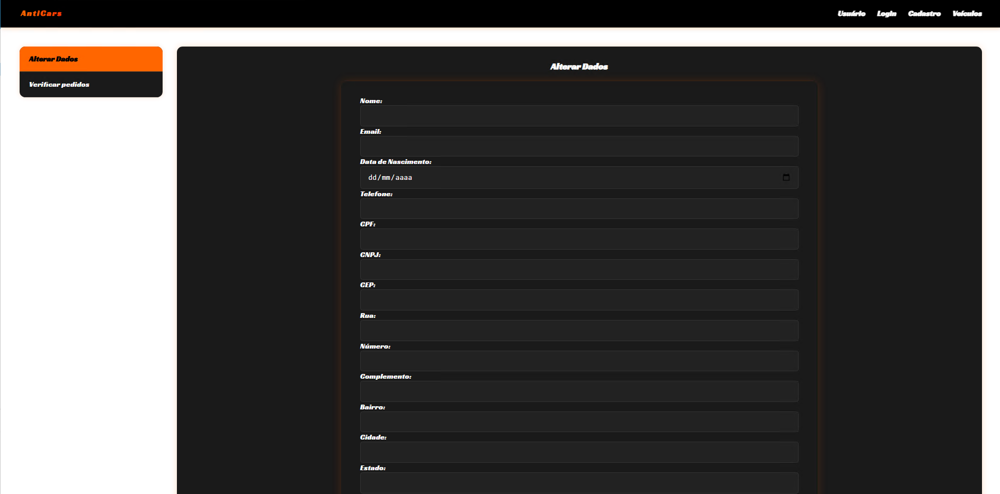 AntiCars
Usuário Login Cadastro Veículos
Alterar Dados
Verificar pedidos
Alterar Dados
Nome:
Email:
Data de Nascimento:
dd/mm/aaaa
Telefone:
CPF:
CNPJ:
CEP:
Rua:
Número:
Complemento:
Bairro:
Cidade:
Estado: